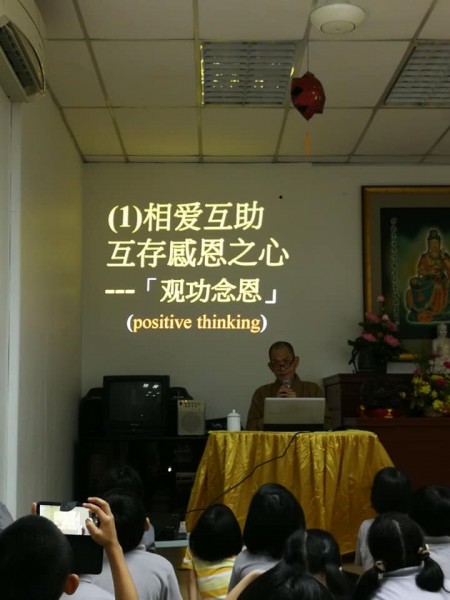 (1)相爱互助
互存感恩之心
---「观功念恩」
(positive thinking)